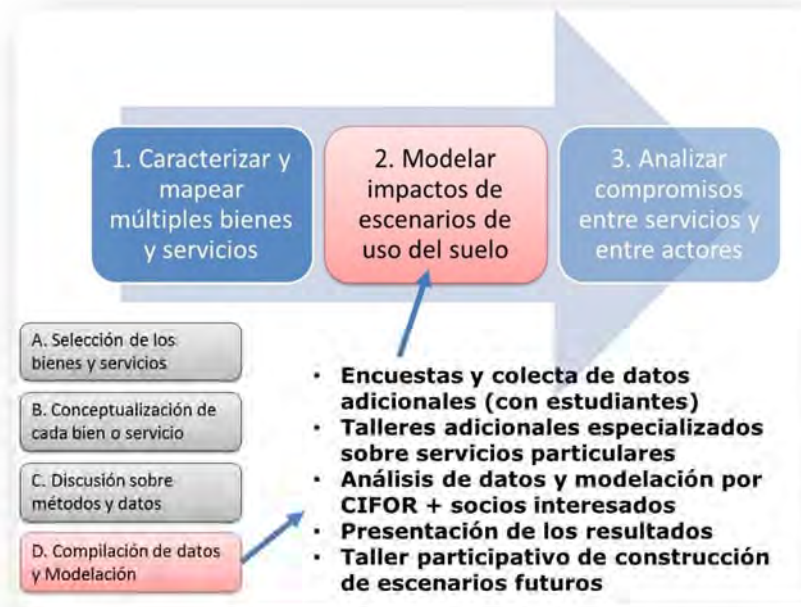 1. Caracterizar y
mapear
múltiples bienes
y servicios
2. Modelar
impactos de
escenarios de
uso del suelo
3. Analizar
compromisos
entre servicios y
entre actores
A. Selección de los
bienes y servicios
B. Conceptualización de
cada bien o servicio
C. Discusión sobre
métodos y datos
D. Compilación de datos
y Modelación
• Encuestas y colecta de datos
adicionales (con estudiantes)
• Talleres adicionales especializados
sobre servicios particulares
• Análisis de datos y modelación por
CIFOR + socios interesados
• Presentación de los resultados
• Taller participativo de construcción
de escenarios futuros